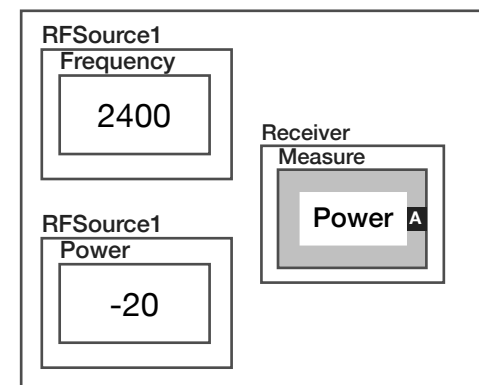 RFSource1
Frequency
2400
RFSource1
Power
-20
Receiver
Measure
Power
A